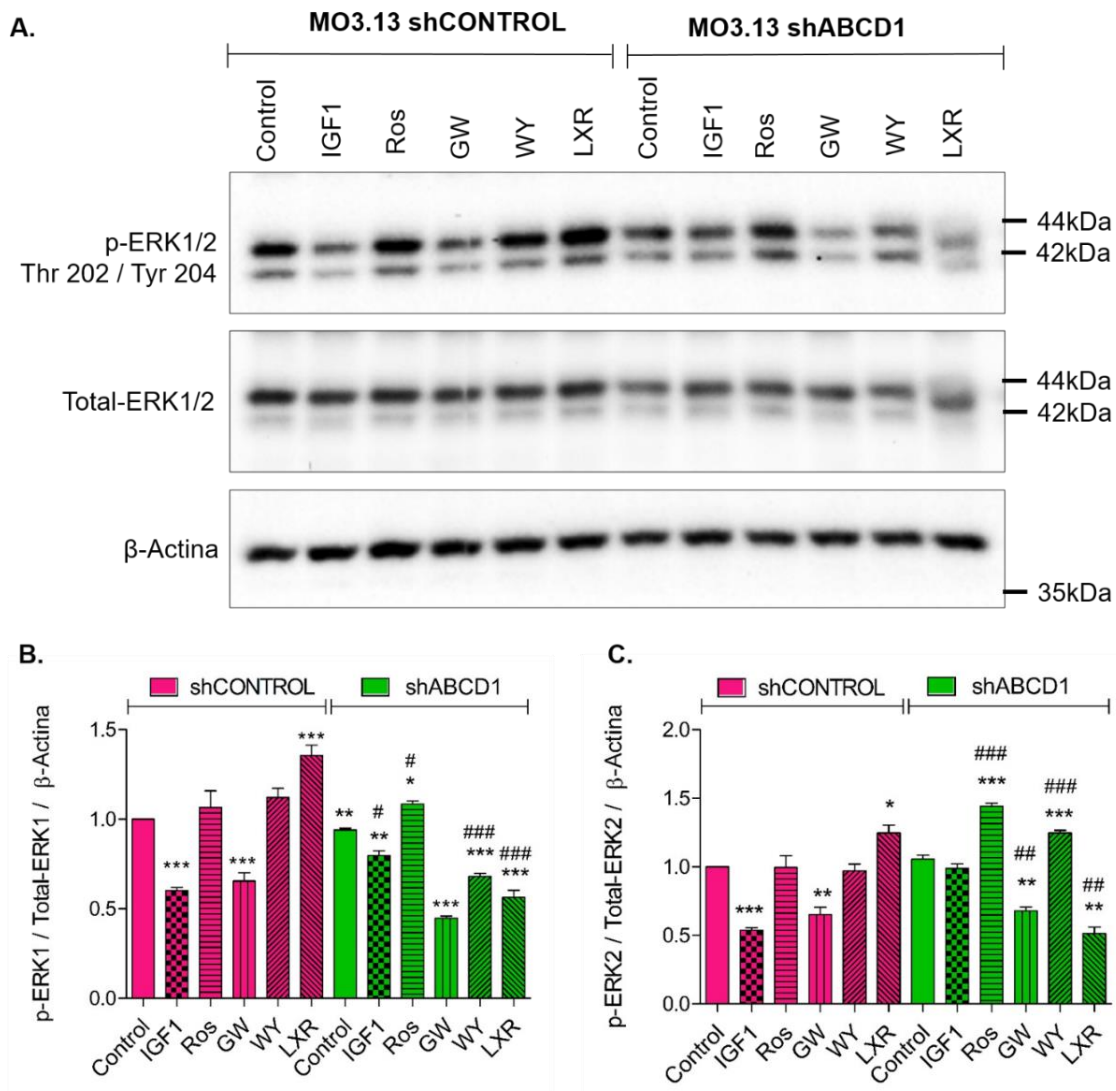 A.
MO3.13 shCONTROL
MO3.13 shABCD1
Control
IGF1
Ros
GW
WY
LXR
Control
IGF1
Ros
GW
WY
LXR
p-ERK1/2
Thr 202 / Tyr 204
44kDa
42kDa
Total-ERK1/2
44kDa
42kDa
β-Actina
35kDa
B.
shCONTROL
shABCD1
p-ERK1 / Total-ERK1 / β-Actina
1.5
1.0
0.5
0.0
***
***
***
**
#
**
#
*
***
###
***
###
***
Control
IGF1
Ros
GW
WY
LXR
Control
IGF1
Ros
GW
WY
LXR
C.
shCONTROL
shABCD1
p-ERK2 / Total-ERK2 / β-Actina
2.0
1.5
1.0
0.5
0.0
***
**
*
###
***
##
**
###
***
##
**
Control
IGF1
Ros
GW
WY
LXR
Control
IGF1
Ros
GW
WY
LXR